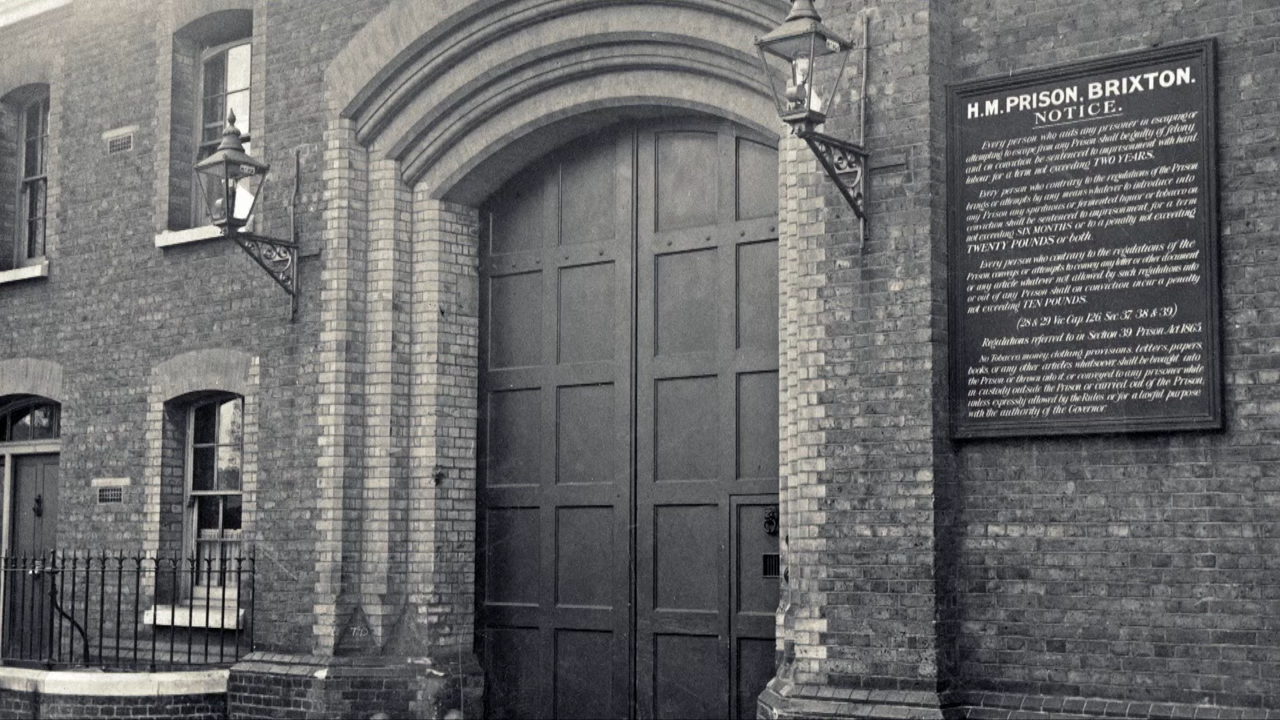 H.M. PRISON, BRIXTON.
NOTICE.
Every person who aids any prisoner in escaping or
attempting to escape from any Prison shall be guilty of felony
and on conviction be sentenced to imprisonment with hard
labour for a term not exceeding TWO YEARS.
Every person who contrary to the regulations of the Prison
brings or attempts by any means whatever to introduce into
any Prison any spirituous or fermented liquor or tobacco on
conviction shall be sentenced to imprisonment for a term
not exceeding SIX MONTHS or to a penalty not exceeding
TWENTY POUNDS or both.
Every person who contrary to the regulations of the
Prison conveys or attempts to convey any letter or other document
or any article whatever not allowed by such regulations into
or out of any Prison shall on conviction incur a penalty
not exceeding TEN POUNDS.
(28 & 29 Vic Cap. 126, Sec 37 38 & 39)
Regulations referred to in Section 39 Prison Act 1865
No Tobacco, money, clothing, provisions, letters, papers,
books, or any other articles whatsoever shall be brought into
the Prison or thrown into it or conveyed to any prisoner while
in custody outside the Prison or carried out of the Prison,
unless expressly allowed by the Rules or for a lawful purpose
with the authority of the Governor.